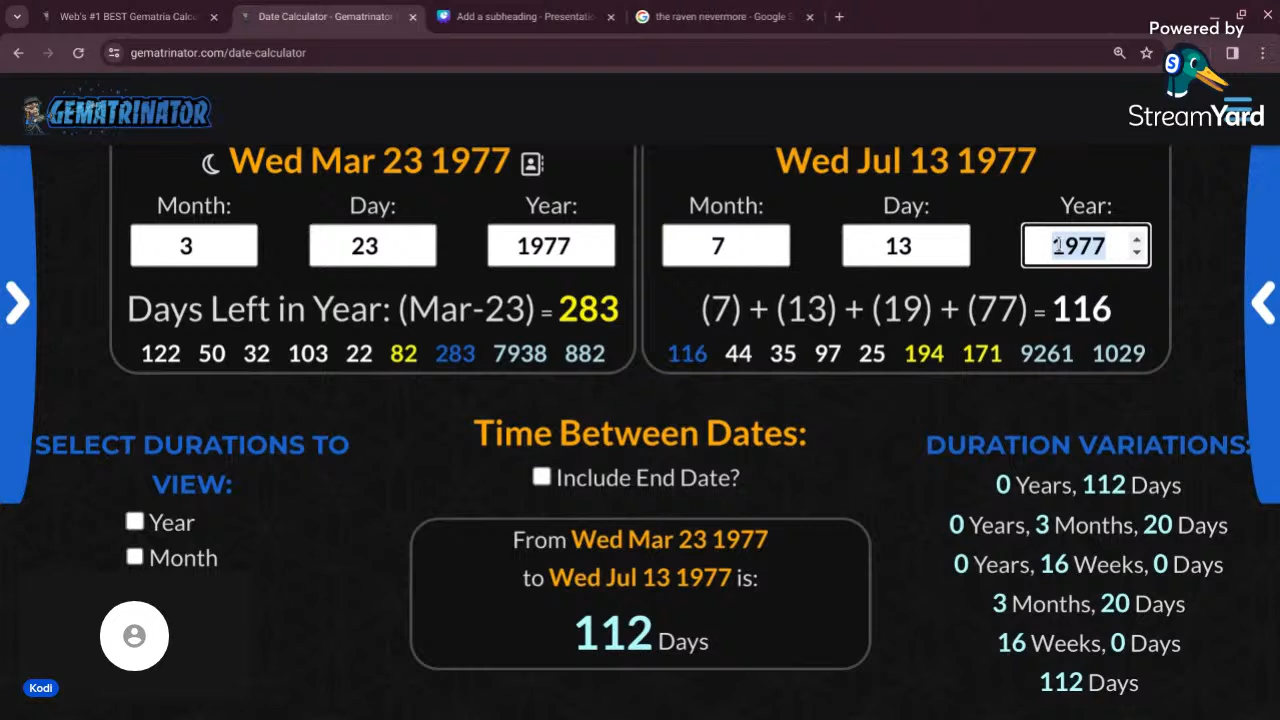 Web's #1 BEST Gematria Calcu
Date Calculator - Gematrinator
Add a subheading - Presentatio
the raven nevermore - Google S
Powered by
gematrinator.com/date-calculator
S
StreamYard
GEMATRINATOR
Wed Mar 23 1977
Wed Jul 13 1977
Month: Day: Year:
Month: Day: Year:
3 23 1977
7 13 1977
Days Left in Year: (Mar-23) = 283
(7) + (13) + (19) + (77) = 116
122 50 32 103 22 82 283 7938 882
116 44 35 97 25 194 171 9261 1029
SELECT DURATIONS TO
VIEW:
Year
Month
Time Between Dates:
Include End Date?
From Wed Mar 23 1977
to Wed Jul 13 1977 is:
112 Days
DURATION VARIATIONS:
0 Years, 112 Days
0 Years, 3 Months, 20 Days
0 Years, 16 Weeks, 0 Days
3 Months, 20 Days
16 Weeks, 0 Days
112 Days
Kodi